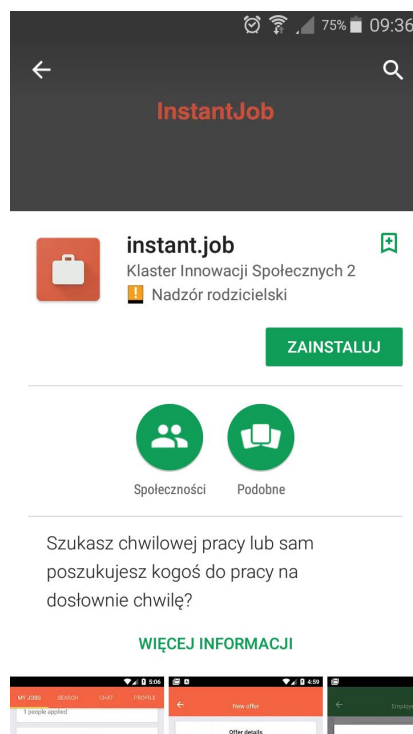 75% 09:36
InstantJob
instant.job
Klaster Innowacji Społecznych 2
Nadzór rodzicielski
ZAINSTALUJ
Społeczności Podobne
Szukasz chwilowej pracy lub sam
poszukujesz kogoś do pracy na
dosłownie chwilę?
WIĘCEJ INFORMACJI
5:06 4:59
MY JOBS SEARCH CHAT PROFILE New offer
1 people applied
Offer details